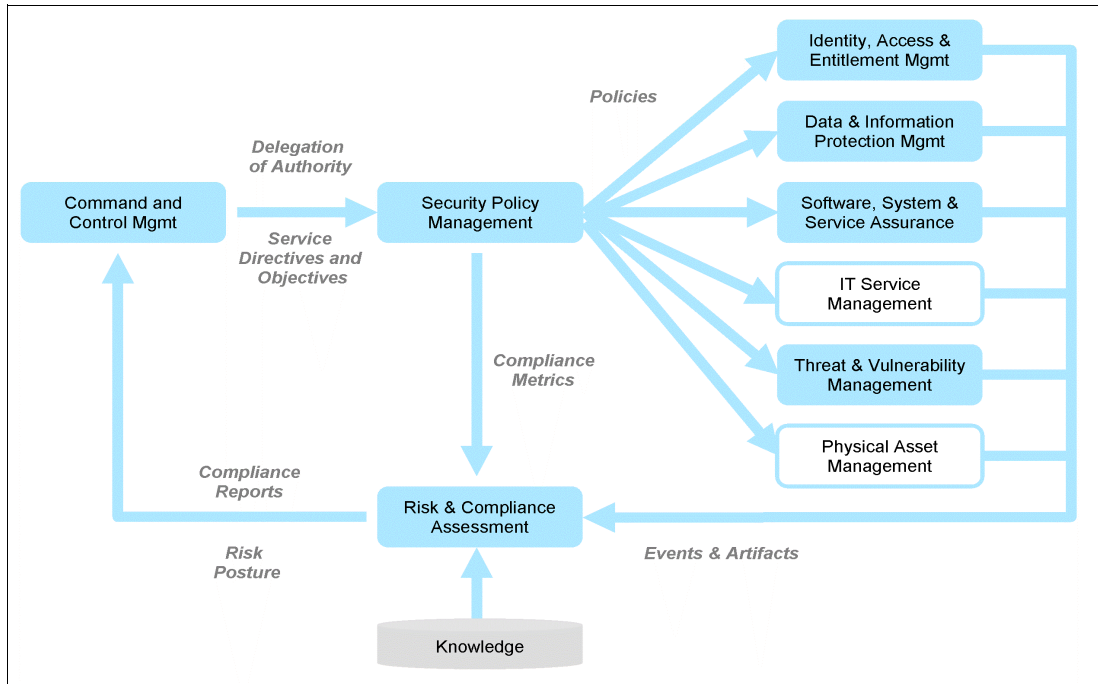 Identity, Access &
Entitlement Mgmt
Policies
Data & Information
Protection Mgmt
Delegation
of Authority
Command and
Control Mgmt
Security Policy
Management
Software, System &
Service Assurance
Service
Directives and
Objectives
IT Service
Management
Compliance
Metrics
Threat & Vulnerability
Management
Physical Asset
Management
Compliance
Reports
Risk & Compliance
Assessment
Risk
Posture
Events & Artifacts
Knowledge